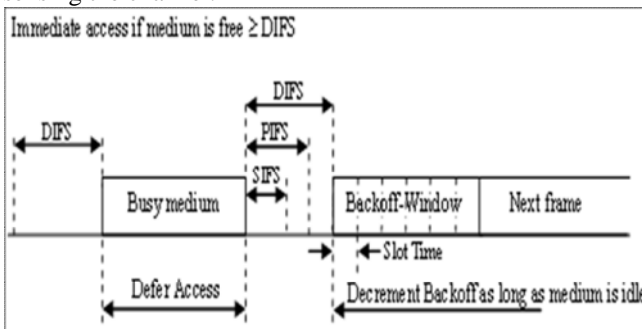 Immediate access if medium is free ≥ DIFS
DIFS
DIFS
PIFS
SIFS
Busy medium
Backoff-Window
Next frame
Slot Time
Defer Access
Decrement Backoff as long as medium is idle